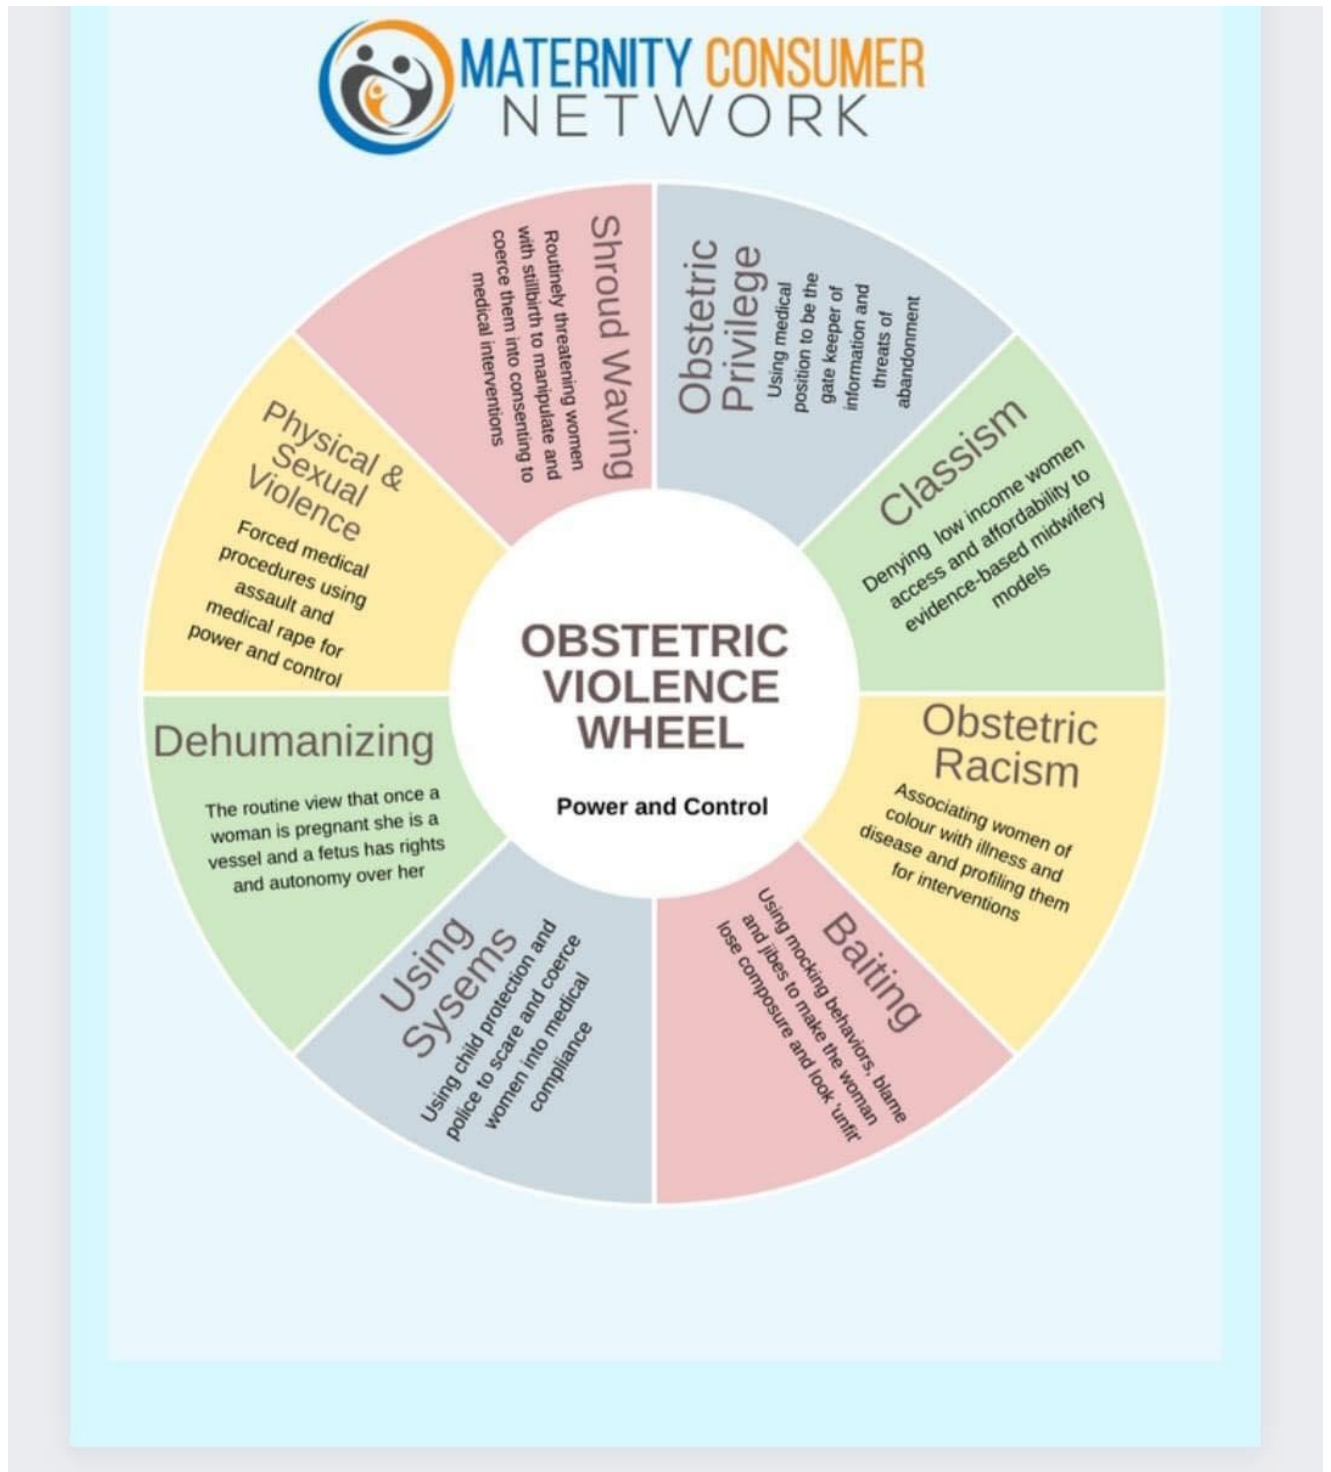 MATERNITY CONSUMER
NETWORK
Shroud Waving
Routinely threatening women
with stillbirth to manipulate and
coerce them into consenting to
medical interventions
Obstetric
Privilege
Using medical
position to be the
gate keeper of
information and
threats of
abandonment
Classism
Denying low income women
access and affordability to
evidence-based midwifery
models
Obstetric
Racism
Associating women of
colour with illness and
disease and profiling them
for interventions
Baiting
Using mocking behaviors, blame
and jibes to make the woman
lose composure and look 'unfit'
Using
Sysems
Using child protection and
police to scare and coerce
women into medical
compliance
Dehumanizing
The routine view that once a
woman is pregnant she is a
vessel and a fetus has rights
and autonomy over her
Physical &
Sexual
Violence
Forced medical
procedures using
assault and
medical rape for
power and control
OBSTETRIC
VIOLENCE
WHEEL
Power and Control